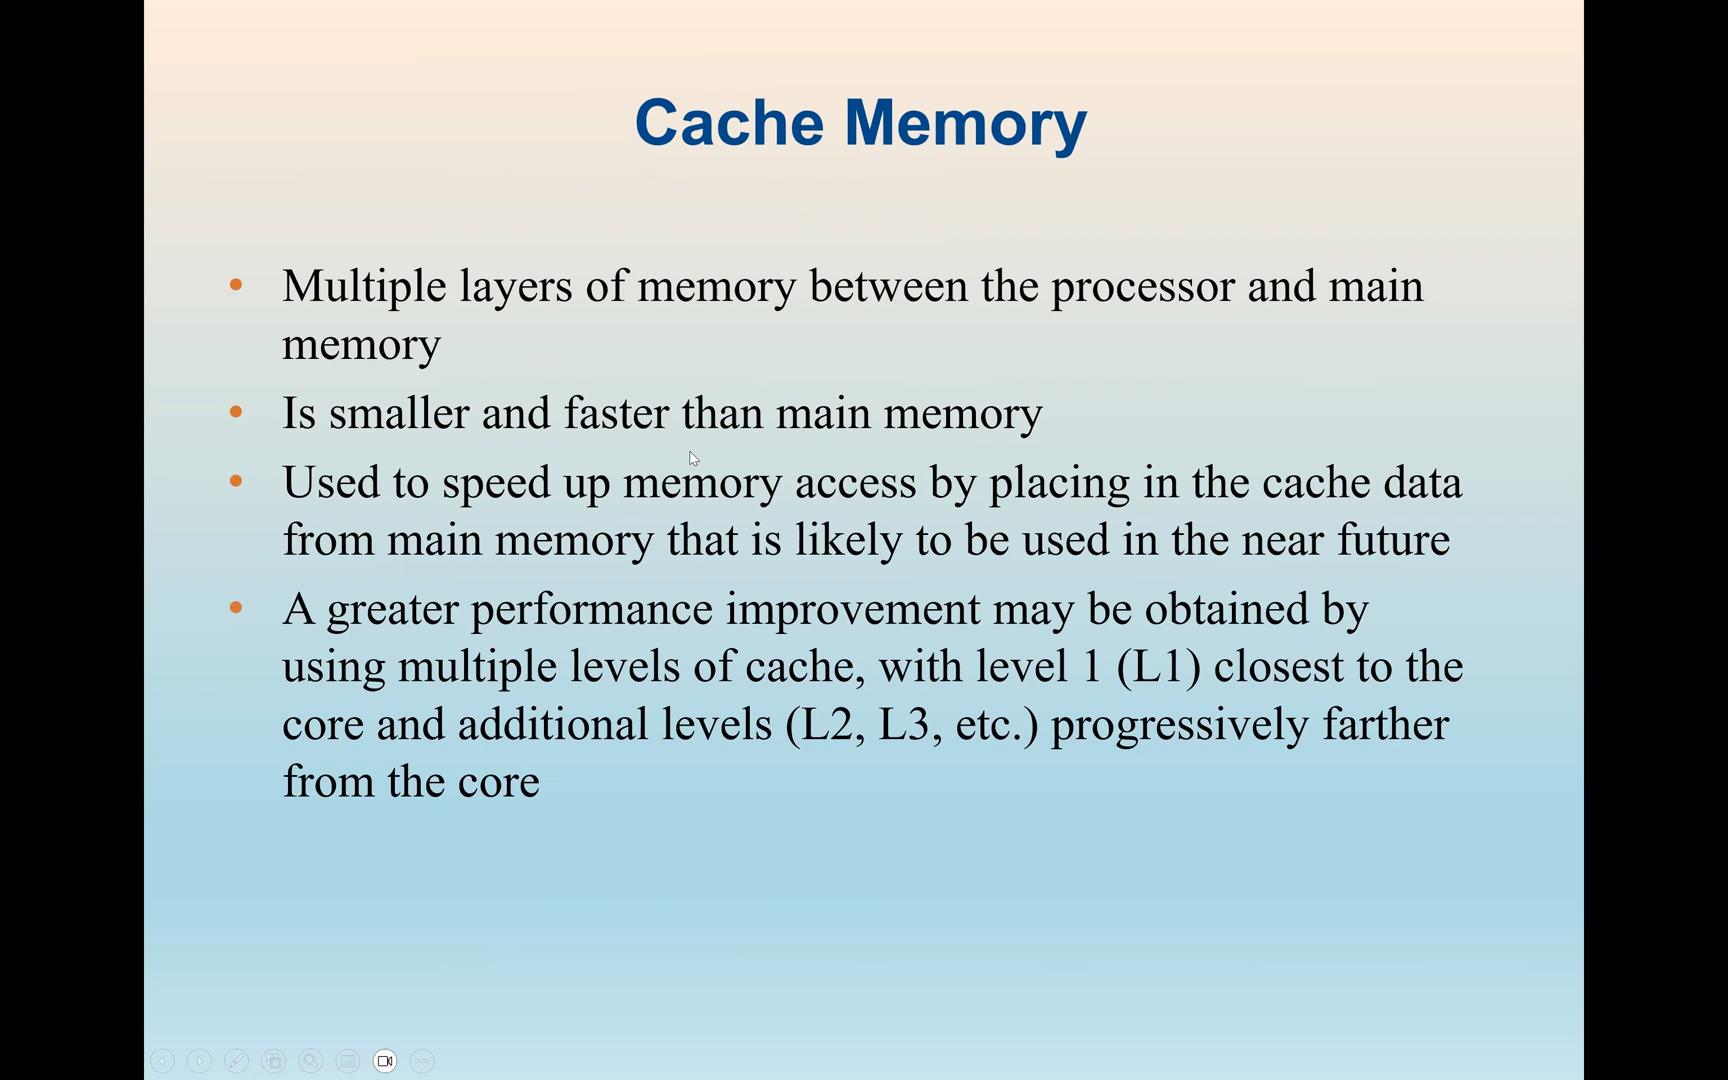 Cache Memory
• Multiple layers of memory between the processor and main
memory
• Is smaller and faster than main memory
• Used to speed up memory access by placing in the cache data
from main memory that is likely to be used in the near future
• A greater performance improvement may be obtained by
using multiple levels of cache, with level 1 (L1) closest to the
core and additional levels (L2, L3, etc.) progressively farther
from the core